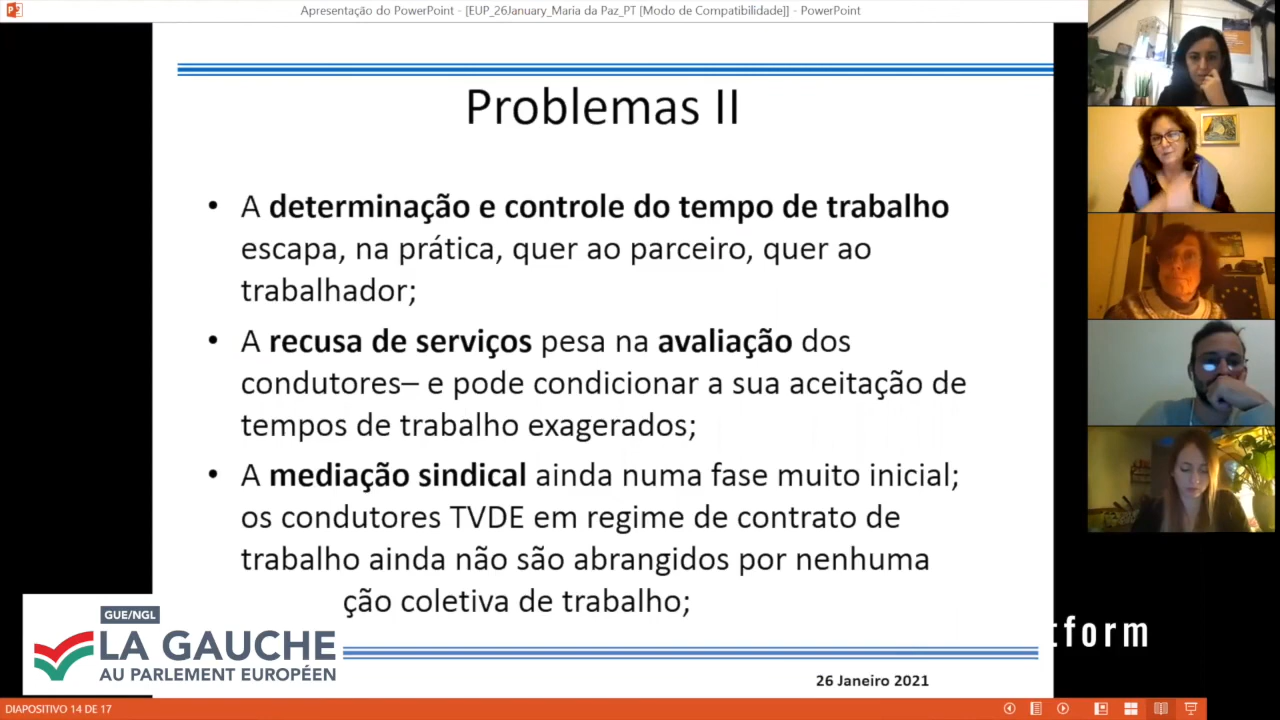 Apresentação do PowerPoint - [EUP_26January_Maria da Paz_PT [Modo de Compatibilidade]] - PowerPoint
Problemas II
• A determinação e controle do tempo de trabalho
escapa, na prática, quer ao parceiro, quer ao
trabalhador;
• A recusa de serviços pesa na avaliação dos
condutores– e pode condicionar a sua aceitação de
tempos de trabalho exagerados;
• A mediação sindical ainda numa fase muito inicial;
os condutores TVDE em regime de contrato de
trabalho ainda não são abrangidos por nenhuma
ção coletiva de trabalho;
GUE/NGL
LA GAUCHE
AU PARLEMENT EUROPÉEN
tform
26 Janeiro 2021
DIAPOSITIVO 14 DE 17